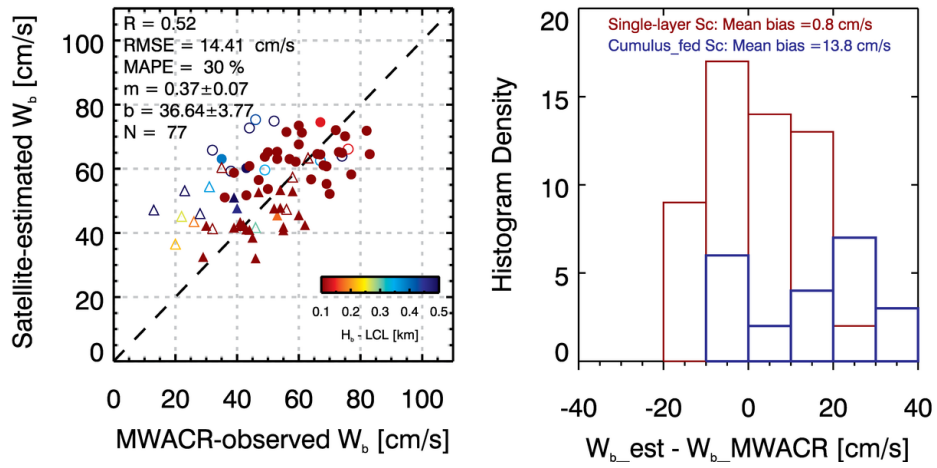 R = 0.52
RMSE = 14.41 cm/s
MAPE = 30 %
m = 0.37±0.07
b = 36.64±3.77
N = 77
Satellite-estimated W_b [cm/s]
100
80
60
40
20
0
0 20 40 60 80 100
MWACR-observed W_b [cm/s]
0.1 0.2 0.3 0.4 0.5
H_b - LCL [km]
Single-layer Sc: Mean bias =0.8 cm/s
Cumulus_fed Sc: Mean bias =13.8 cm/s
Histogram Density
20
15
10
5
0
-40 -20 0 20 40
W_b_est - W_b_MWACR [cm/s]